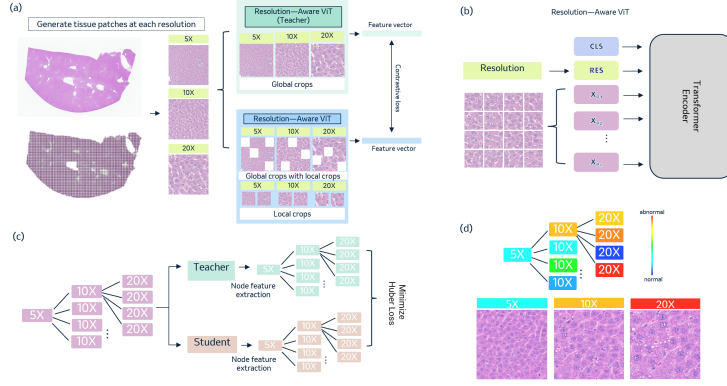 (a)
Generate tissue patches at each resolution
5X
10X
20X
Resolution—Aware ViT
(Teacher)
5X 10X 20X
Global crops
Feature vector
Contrastive loss
Resolution—Aware ViT
5X 10X 20X
Global crops with local crops
5X 10X 20X
Local crops
Feature vector
(b)
Resolution—Aware ViT
CLS
Resolution
RES
⋮
Transformer
Encoder
(c)
5X
10X
10X
10X
10X
20X
20X
20X
20X
⋮
Teacher
Node feature
extraction
5X
10X
10X
10X
10X
20X
20X
20X
20X
⋮
Student
Node feature
extraction
5X
10X
10X
10X
10X
20X
20X
20X
20X
⋮
Minimize
Huber Loss
(d)
5X
10X
10X
10X
10X
20X
20X
20X
20X
⋮
abnormal
normal
5X 10X 20X